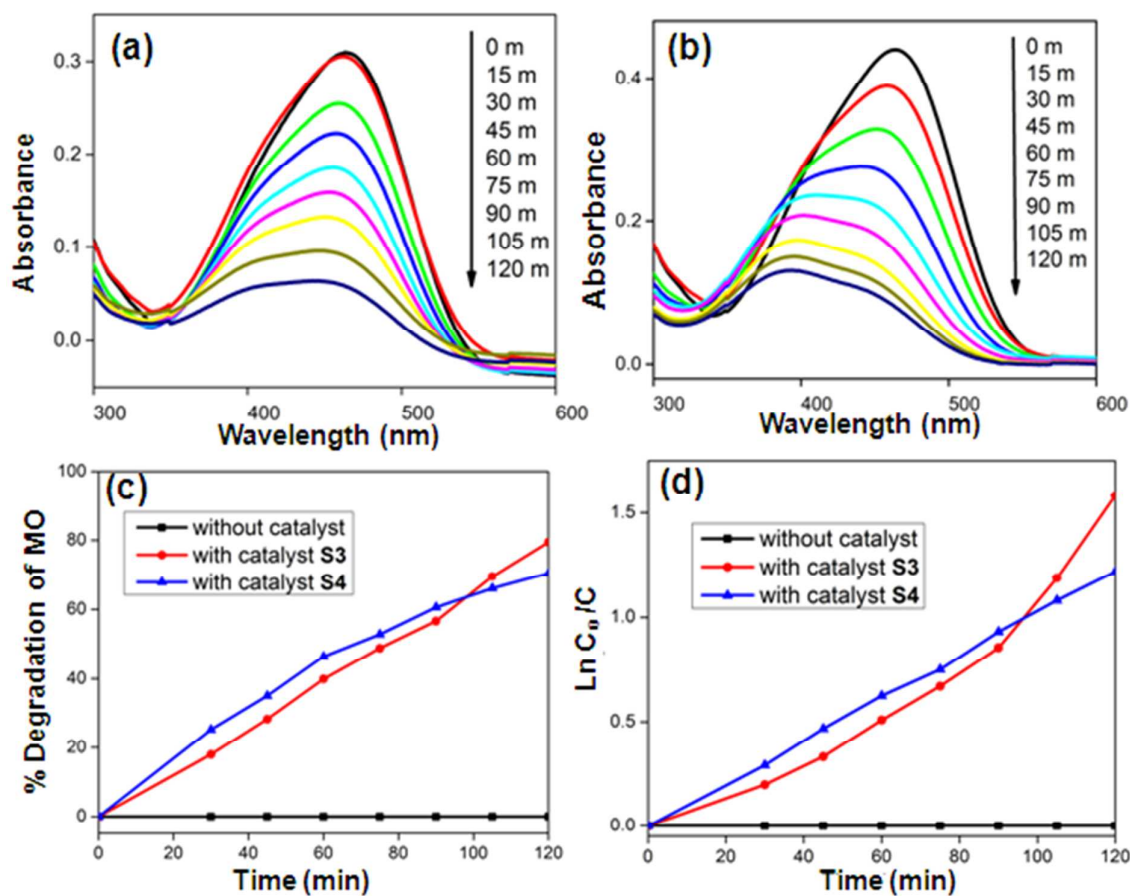 (a)
0 m
15 m
30 m
45 m
60 m
75 m
90 m
105 m
120 m
0.3
0.2
0.1
0.0
Absorbance
300 400 500 600
Wavelength (nm)
(b)
0 m
15 m
30 m
45 m
60 m
75 m
90 m
105 m
120 m
0.4
0.2
0.0
Absorbance
300 400 500 600
Wavelength (nm)
(c)
without catalyst
with catalyst S3
with catalyst S4
100
80
60
40
20
0
% Degradation of MO
0 20 40 60 80 100 120
Time (min)
(d)
without catalyst
with catalyst S3
with catalyst S4
1.5
1.0
0.5
0.0
Ln C₀/C
0 20 40 60 80 100 120
Time (min)